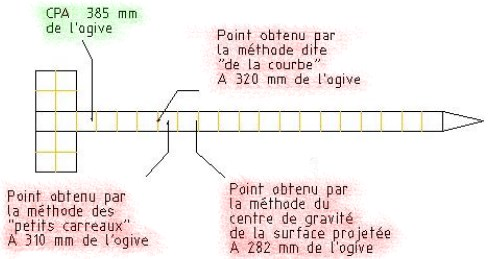 CPA 385 mm
de l'ogive
Point obtenu par
la méthode dite
"de la courbe"
A 320 mm de l'ogive
Point obtenu par
la méthode des
"petits carreaux"
A 310 mm de l'ogive
Point obtenu par
la méthode du
centre de gravité
de la surface projetée
A 282 mm de l'ogive